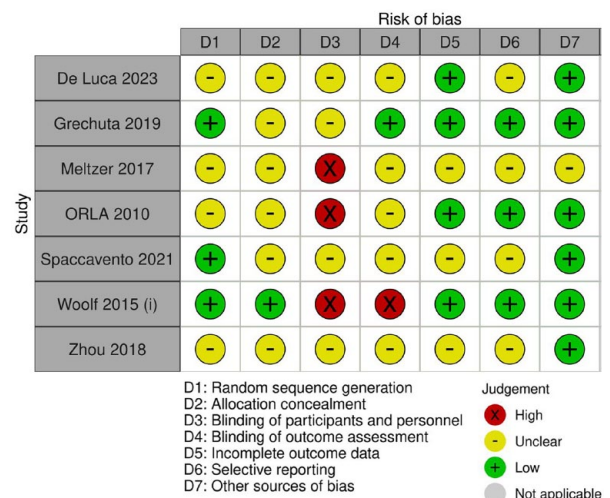 Risk of bias
D1 D2 D3 D4 D5 D6 D7
Study
De Luca 2023 - - - - + - +
Grechuta 2019 + - - + + + +
Meltzer 2017 - - X - - - -
ORLA 2010 - - X - + + +
Spaccavento 2021 + - - - - - +
Woolf 2015 (i) + + X X + + +
Zhou 2018 - - - - - - +
D1: Random sequence generation
D2: Allocation concealment
D3: Blinding of participants and personnel
D4: Blinding of outcome assessment
D5: Incomplete outcome data
D6: Selective reporting
D7: Other sources of bias
Judgement
X High
- Unclear
+ Low
Not applicable